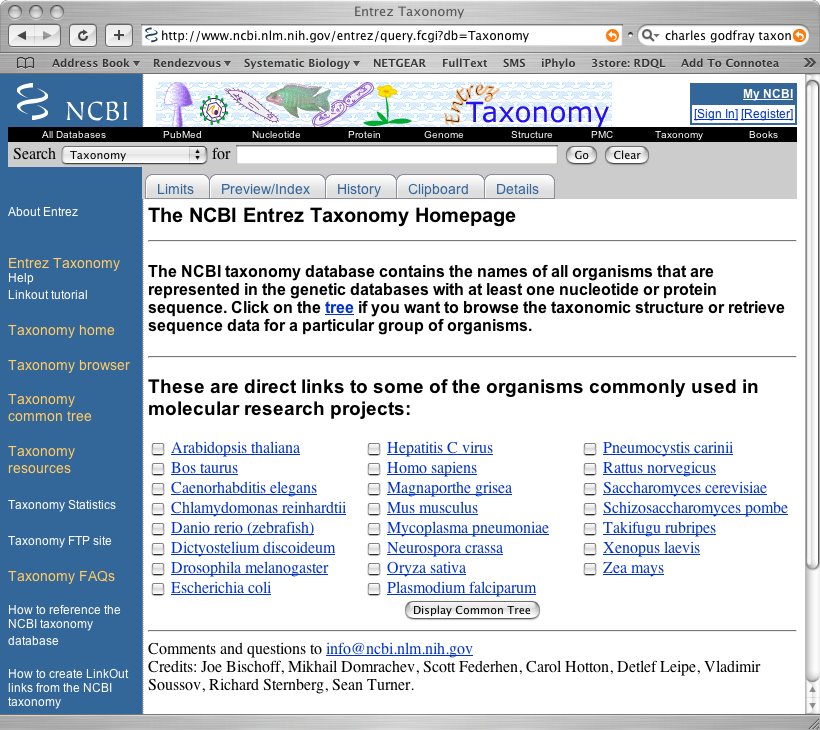 Entrez Taxonomy
http://www.ncbi.nlm.nih.gov/entrez/query.fcgi?db=Taxonomy
charles godfray taxon
Address Book Rendezvous Systematic Biology NETGEAR FullText SMS iPhylo 3store: RDQL Add To Connotea
NCBI
Entrez Taxonomy
My NCBI
[Sign In] [Register]
All Databases PubMed Nucleotide Protein Genome Structure PMC Taxonomy Books
Search Taxonomy for Go Clear
Limits Preview/Index History Clipboard Details
About Entrez
Entrez Taxonomy
Help
Linkout tutorial
Taxonomy home
Taxonomy browser
Taxonomy
common tree
Taxonomy
resources
Taxonomy Statistics
Taxonomy FTP site
Taxonomy FAQs
How to reference the
NCBI taxonomy
database
How to create LinkOut
links from the NCBI
taxonomy
The NCBI Entrez Taxonomy Homepage
The NCBI taxonomy database contains the names of all organisms that are
represented in the genetic databases with at least one nucleotide or protein
sequence. Click on the tree if you want to browse the taxonomic structure or retrieve
sequence data for a particular group of organisms.
These are direct links to some of the organisms commonly used in
molecular research projects:
Arabidopsis thaliana Hepatitis C virus Pneumocystis carinii
Bos taurus Homo sapiens Rattus norvegicus
Caenorhabditis elegans Magnaporthe grisea Saccharomyces cerevisiae
Chlamydomonas reinhardtii Mus musculus Schizosaccharomyces pombe
Danio rerio (zebrafish) Mycoplasma pneumoniae Takifugu rubripes
Dictyostelium discoideum Neurospora crassa Xenopus laevis
Drosophila melanogaster Oryza sativa Zea mays
Escherichia coli Plasmodium falciparum
Display Common Tree
Comments and questions to info@ncbi.nlm.nih.gov
Credits: Joe Bischoff, Mikhail Domrachev, Scott Federhen, Carol Hotton, Detlef Leipe, Vladimir
Soussov, Richard Sternberg, Sean Turner.